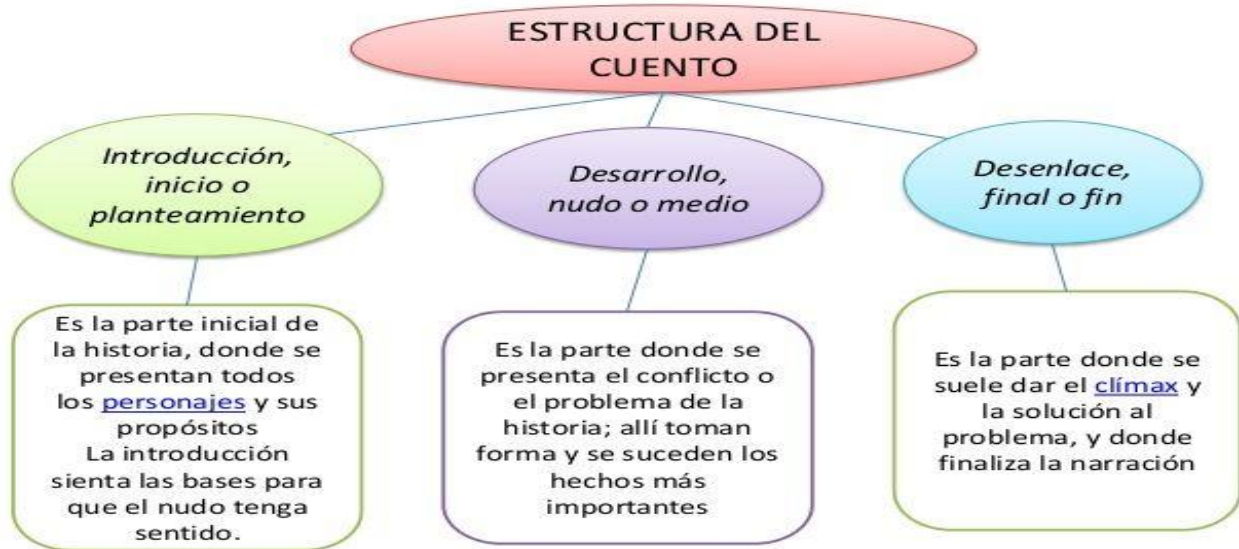 ESTRUCTURA DEL
CUENTO
Introducción,
inicio o
planteamiento
Desarrollo,
nudo o medio
Desenlace,
final o fin
Es la parte inicial de
la historia, donde se
presentan todos
los personajes y sus
propósitos
La introducción
sienta las bases para
que el nudo tenga
sentido.
Es la parte donde se
presenta el conflicto o
el problema de la
historia; allí toman
forma y se suceden los
hechos más
importantes
Es la parte donde se
suele dar el clímax y
la solución al
problema, y donde
finaliza la narración